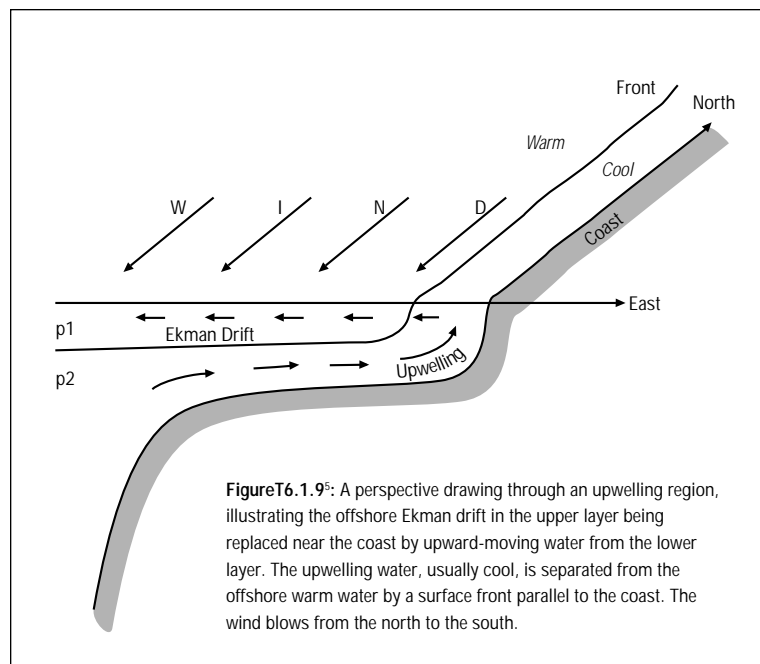 Front
North
Warm
Cool
W I N D
Coast
East
p1
Ekman Drift
p2
Upwelling
FigureT6.1.9⁵: A perspective drawing through an upwelling region,
illustrating the offshore Ekman drift in the upper layer being
replaced near the coast by upward-moving water from the lower
layer. The upwelling water, usually cool, is separated from the
offshore warm water by a surface front parallel to the coast. The
wind blows from the north to the south.